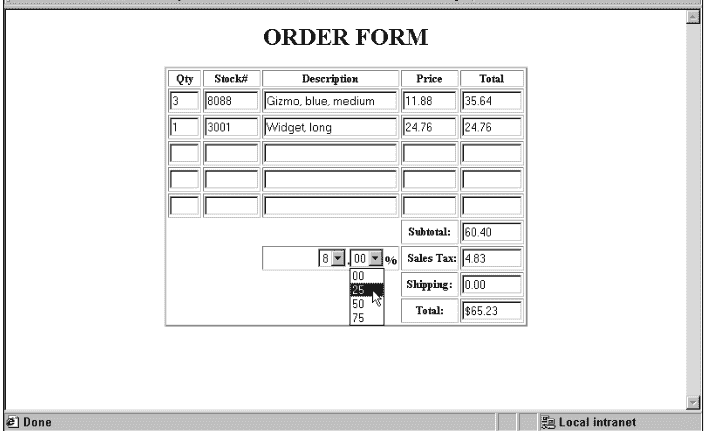 ORDER FORM
Qty Stock# Description Price Total
3 8088 Gizmo, blue, medium 11.88 35.64
1 3001 Widget, long 24.76 24.76
Subtotal: 60.40
8 . 00 % Sales Tax: 4.83
00
25 Shipping: 0.00
50
75 Total: $65.23
Done Local intranet